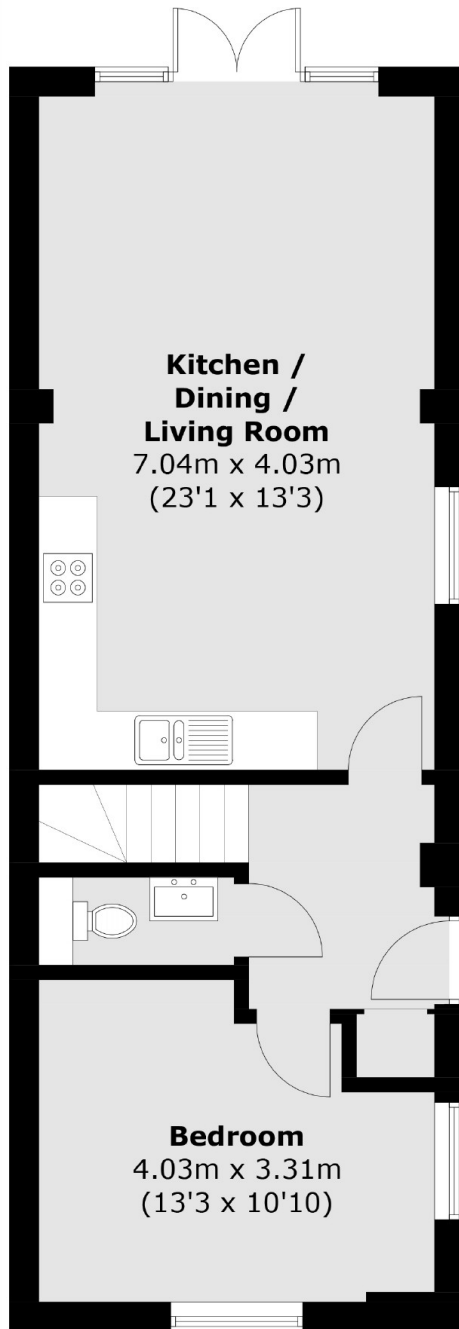 Kitchen /
Dining /
Living Room
7.04m x 4.03m
(23'1 x 13'3)
Bedroom
4.03m x 3.31m
(13'3 x 10'10)